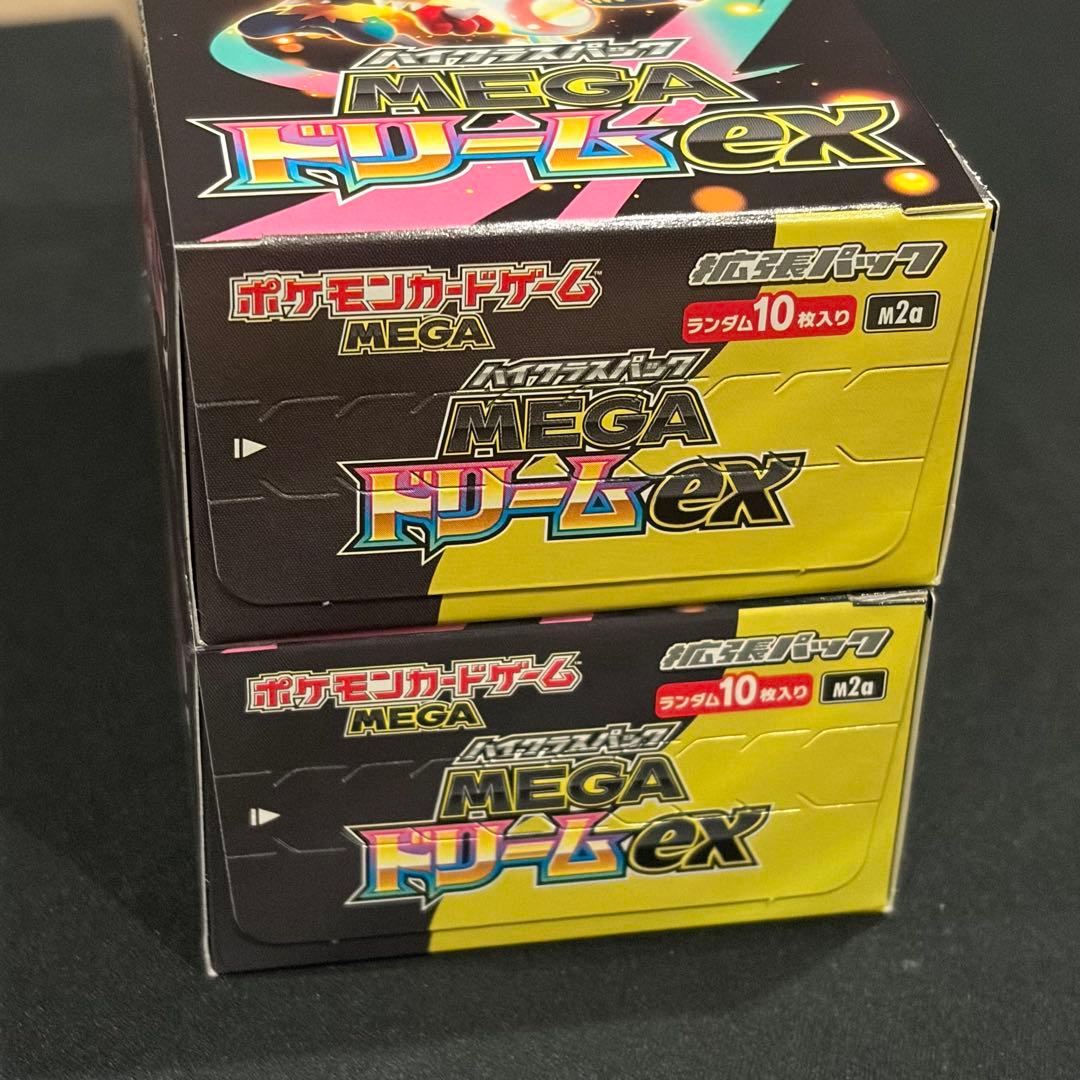 ハイクラスパック
MEGA
ドリームex
ポケモンカードゲーム™
MEGA
拡張パック
ランダム10枚入り M2a
ハイクラスパック
MEGA
ドリームex
ポケモンカードゲーム™
MEGA
拡張パック
ランダム10枚入り M2a
ハイクラスパック
MEGA
ドリームex